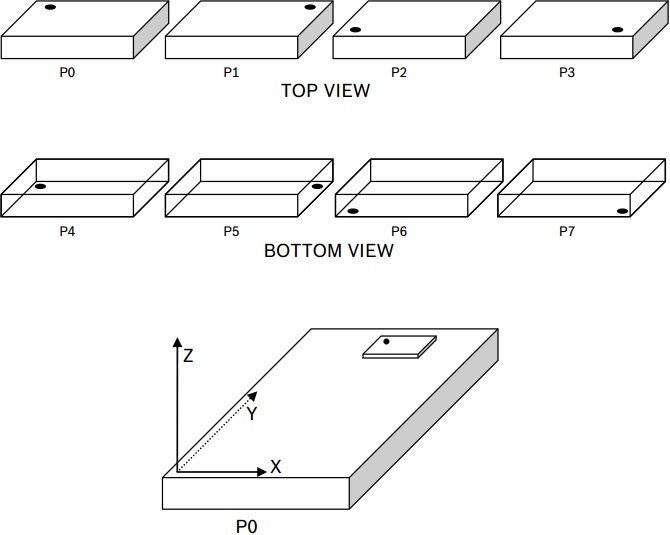 P0 P1 P2 P3
TOP VIEW
P4 P5 P6 P7
BOTTOM VIEW
Z
Y
X
P0